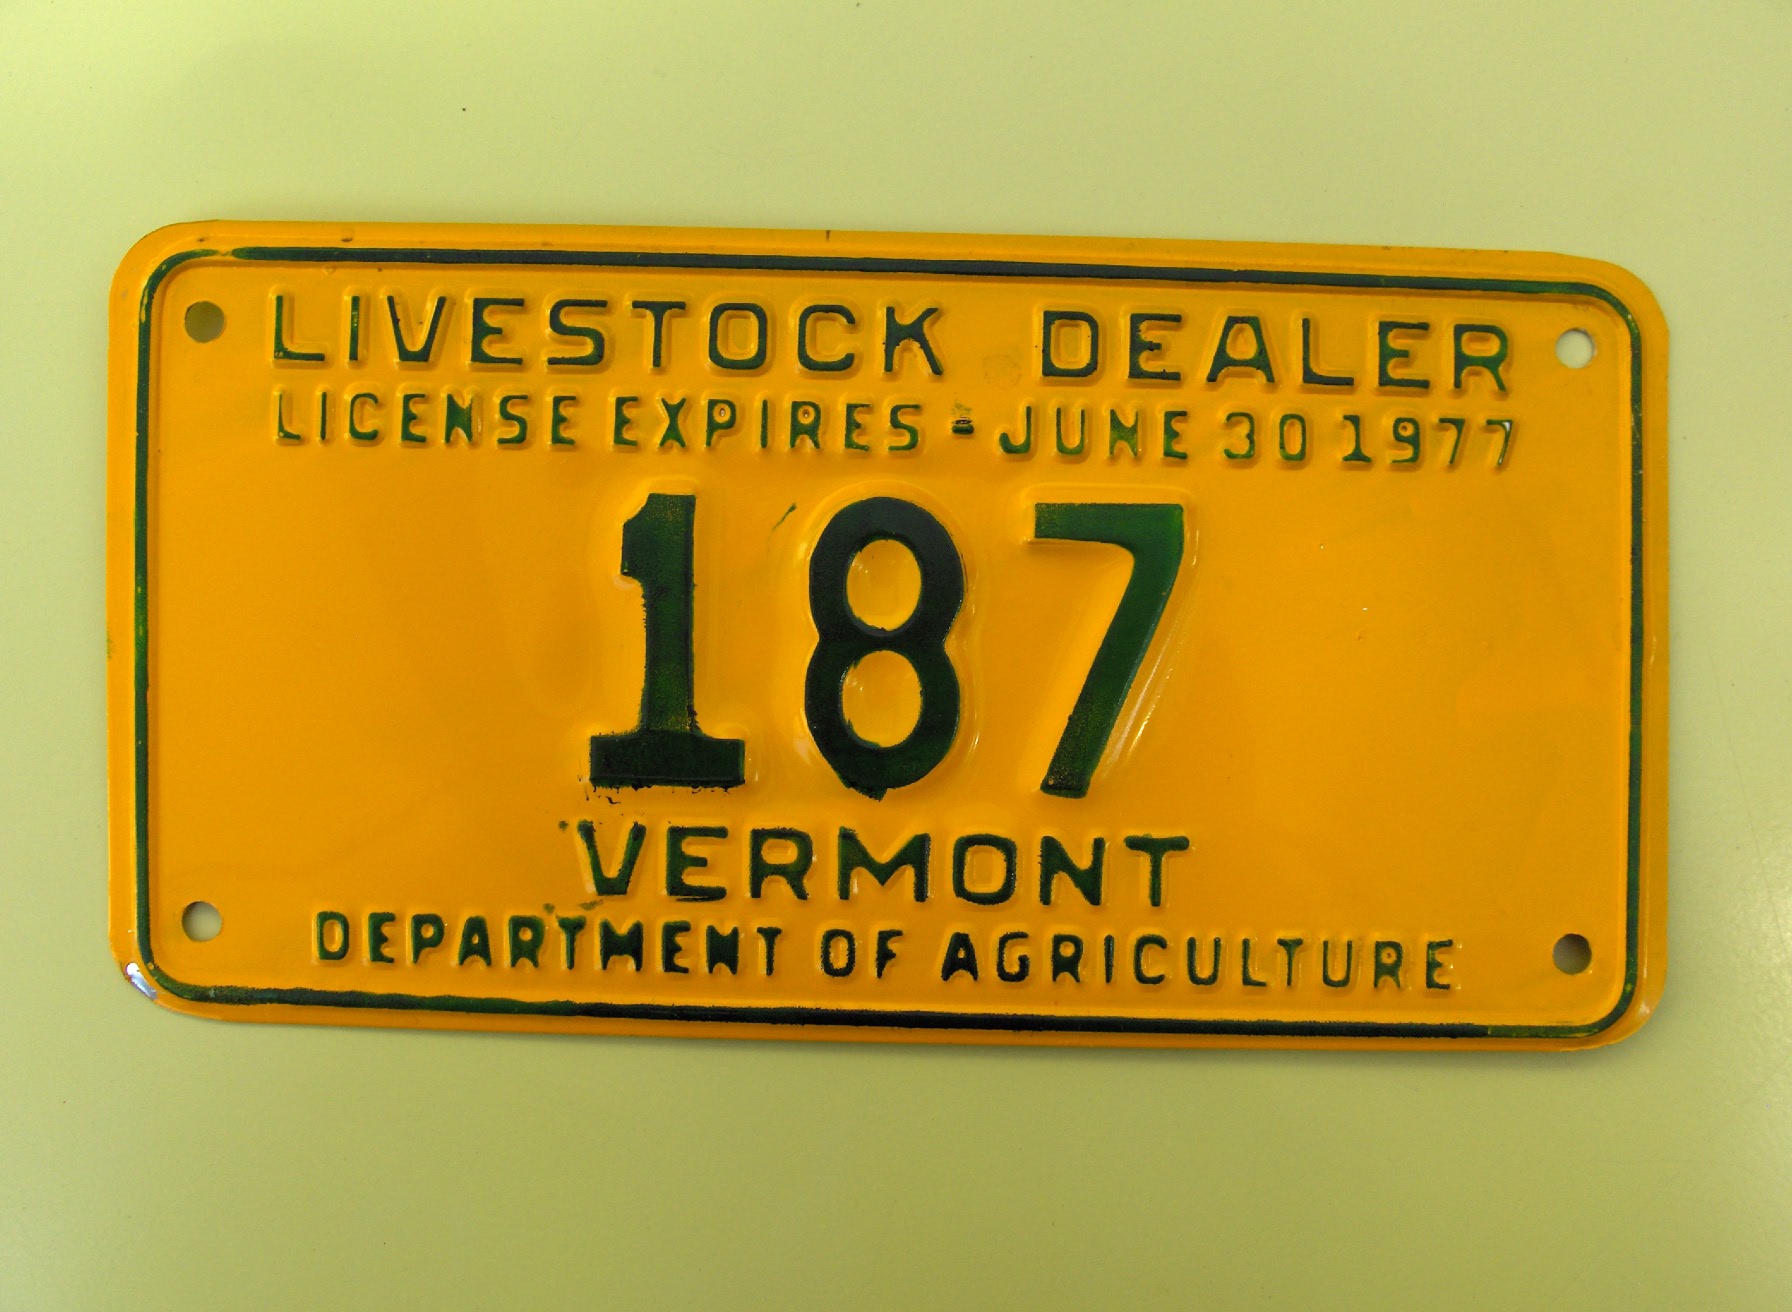 LIVESTOCK DEALER
LICENSE EXPIRES - JUNE 30 1977
187
VERMONT
DEPARTMENT OF AGRICULTURE